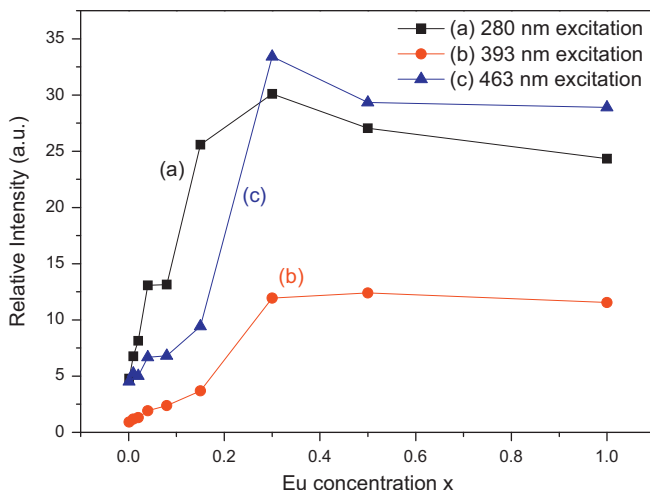 (a) 280 nm excitation
(b) 393 nm excitation
(c) 463 nm excitation
35
30
25
20
15
10
5
0
Relative Intensity (a.u.)
(a)
(c)
(b)
0.0 0.2 0.4 0.6 0.8 1.0
Eu concentration x